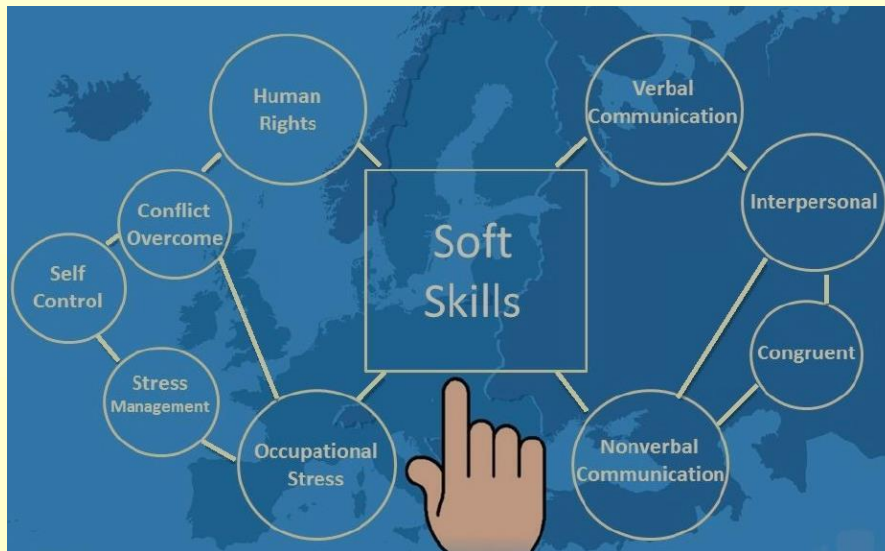 Human
Rights
Verbal
Communication
Conflict
Overcome
Interpersonal
Soft
Skills
Self
Control
Congruent
Stress
Management
Occupational
Stress
Nonverbal
Communication